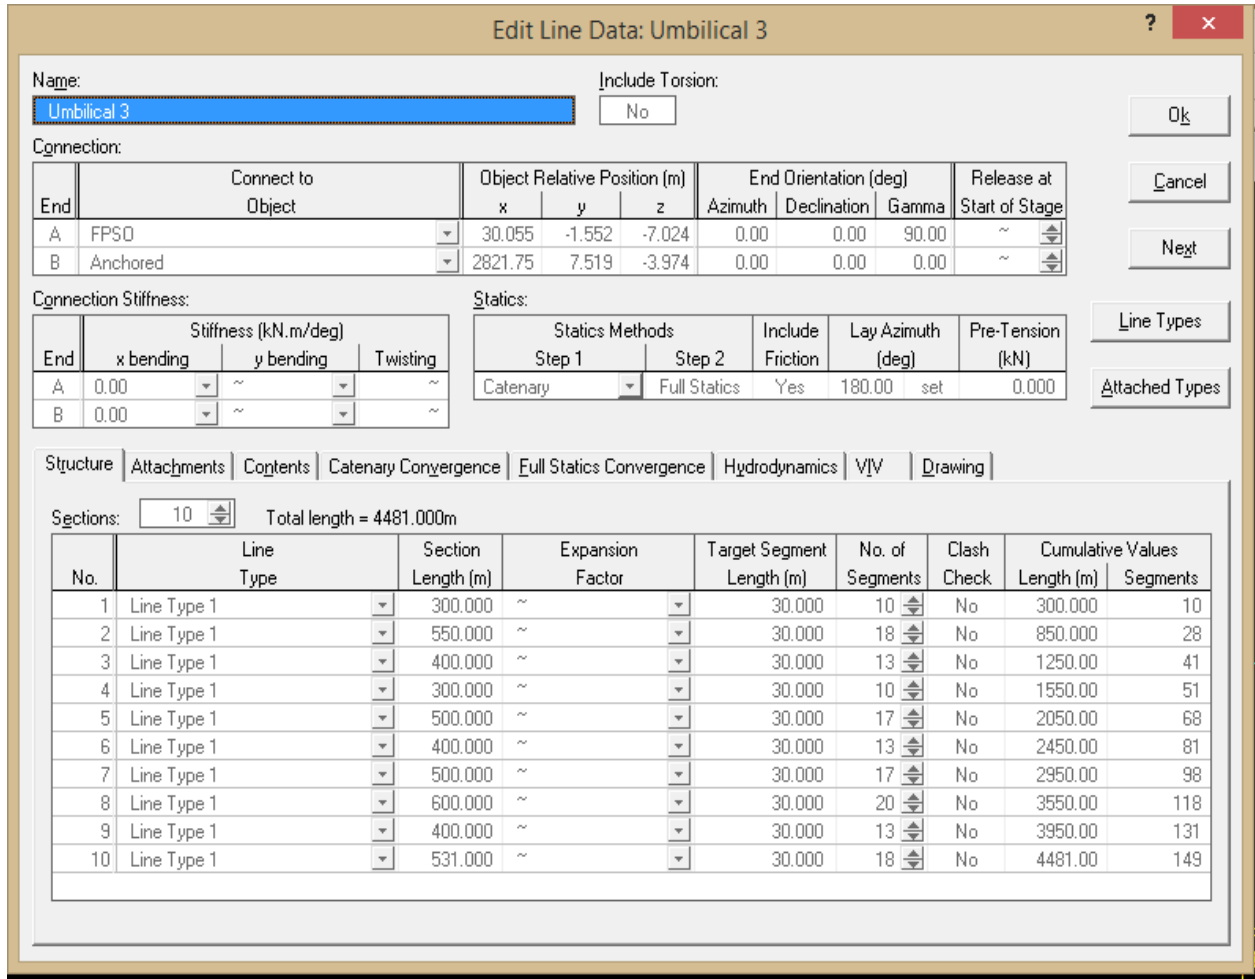 Edit Line Data: Umbilical 3
? ×
Name: Include Torsion:
Umbilical 3 No
Ok
Connection:
Connect to Object Relative Position (m) End Orientation (deg) Release at
End Object x y z Azimuth Declination Gamma Start of Stage
Cancel
A FPSO 30.055 -1.552 -7.024 0.00 0.00 90.00 ~
B Anchored 2821.75 7.519 -3.974 0.00 0.00 0.00 ~
Next
Connection Stiffness: Statics:
Stiffness (kN.m/deg) Statics Methods Include Lay Azimuth Pre-Tension
End x bending y bending Twisting Step 1 Step 2 Friction (deg) (kN)
Line Types
A 0.00 ~ ~ Catenary Full Statics Yes 180.00 set 0.000
B 0.00 ~ ~
Attached Types
Structure Attachments Contents Catenary Convergence Full Statics Convergence Hydrodynamics VIV Drawing
Sections: 10 Total length = 4481.000m
Line Section Expansion Target Segment No. of Clash Cumulative Values
No. Type Length (m) Factor Length (m) Segments Check Length (m) Segments
1 Line Type 1 300.000 ~ 30.000 10 No 300.000 10
2 Line Type 1 550.000 ~ 30.000 18 No 850.000 28
3 Line Type 1 400.000 ~ 30.000 13 No 1250.00 41
4 Line Type 1 300.000 ~ 30.000 10 No 1550.00 51
5 Line Type 1 500.000 ~ 30.000 17 No 2050.00 68
6 Line Type 1 400.000 ~ 30.000 13 No 2450.00 81
7 Line Type 1 500.000 ~ 30.000 17 No 2950.00 98
8 Line Type 1 600.000 ~ 30.000 20 No 3550.00 118
9 Line Type 1 400.000 ~ 30.000 13 No 3950.00 131
10 Line Type 1 531.000 ~ 30.000 18 No 4481.00 149